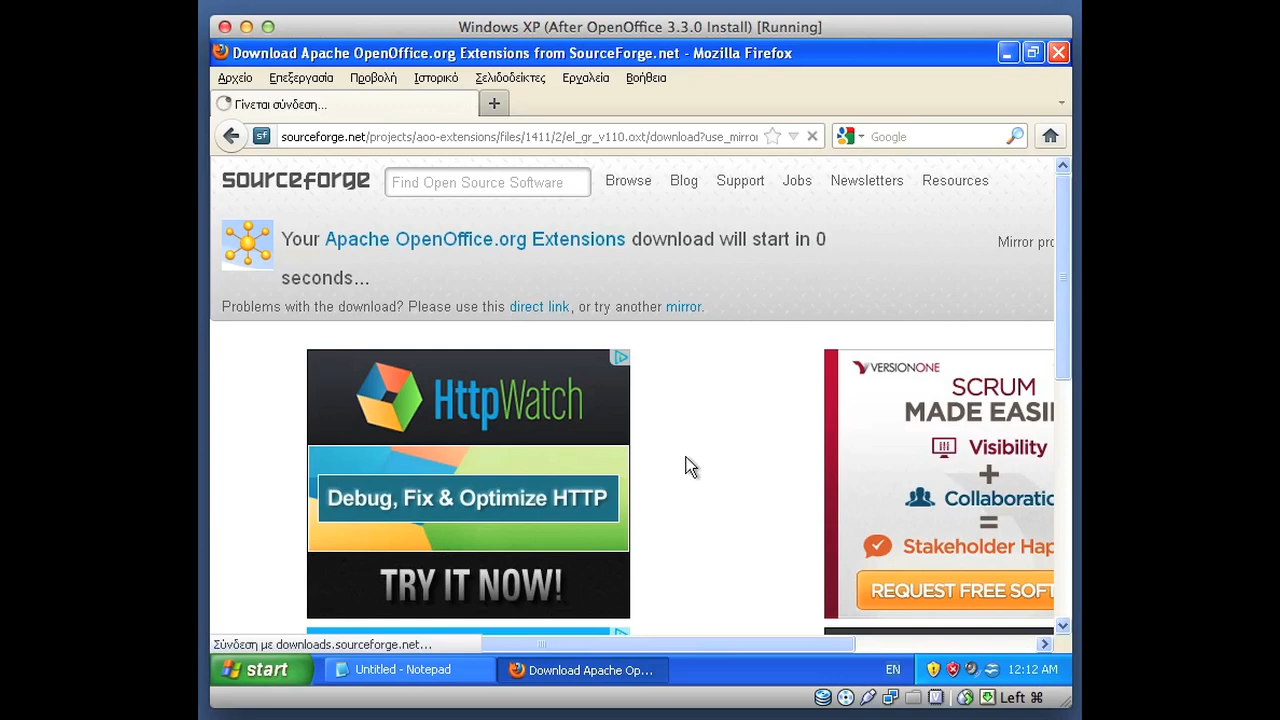 Windows XP (After OpenOffice 3.3.0 Install) [Running]
Download Apache OpenOffice.org Extensions from SourceForge.net - Mozilla Firefox
Αρχείο Επεξεργασία Προβολή Ιστορικό Σελιδοδείκτες Εργαλεία Βοήθεια
Γίνεται σύνδεση...
sf sourceforge.net/projects/aoo-extensions/files/1411/2/el_gr_v110.oxt/download?use_mirror Google
sourceforge Find Open Source Software Browse Blog Support Jobs Newsletters Resources
Your Apache OpenOffice.org Extensions download will start in 0
seconds...
Mirror pro
Problems with the download? Please use this direct link, or try another mirror.
HttpWatch
Debug, Fix & Optimize HTTP
TRY IT NOW!
VERSIONONE
SCRUM
MADE EASI
Visibility
+
Collaboratio
=
Stakeholder Hap
REQUEST FREE SOFT
Σύνδεση με downloads.sourceforge.net...
start Untitled - Notepad Download Apache Op... EN 12:12 AM
Left ⌘